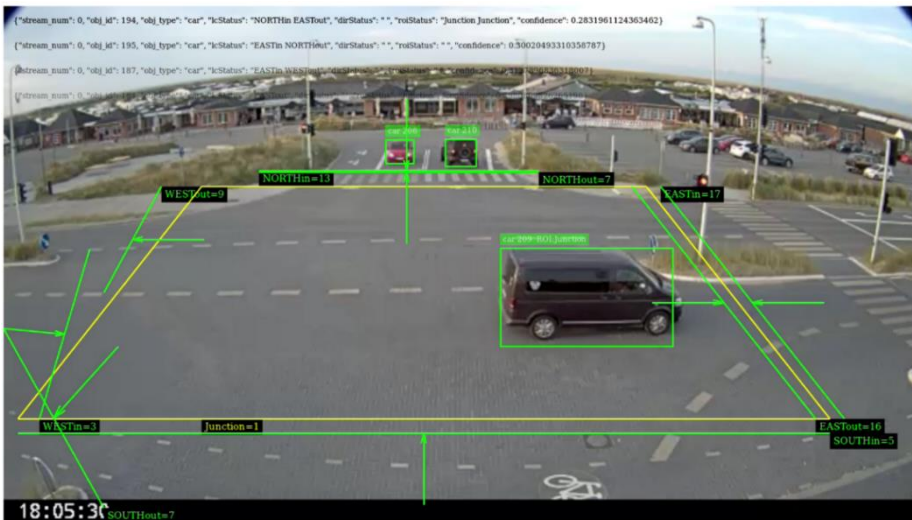 {"stream_num": 0, "obj_id": 194, "obj_type": "car", "lcStatus": "NORTHin EASTout", "dirStatus": " ", "roiStatus": "Junction Junction", "confidence": 0.2831961124363462}
{"stream_num": 0, "obj_id": 195, "obj_type": "car", "lcStatus": "EASTin NORTHout", "dirStatus": " ", "roiStatus": " ", "confidence": 0.30020493310358787}
{"stream_num": 0, "obj_id": 187, "obj_type": "car", "lcStatus": "EASTin
{"stream_num": 0,
car 210
NORTHin=13
NORTHout=7
WESTout=9
EASTin=17
car 209 ROI:Junction
WESTin=3
Junction=1
EASTout=16
SOUTHin=5
18:05:30
SOUTHout=7